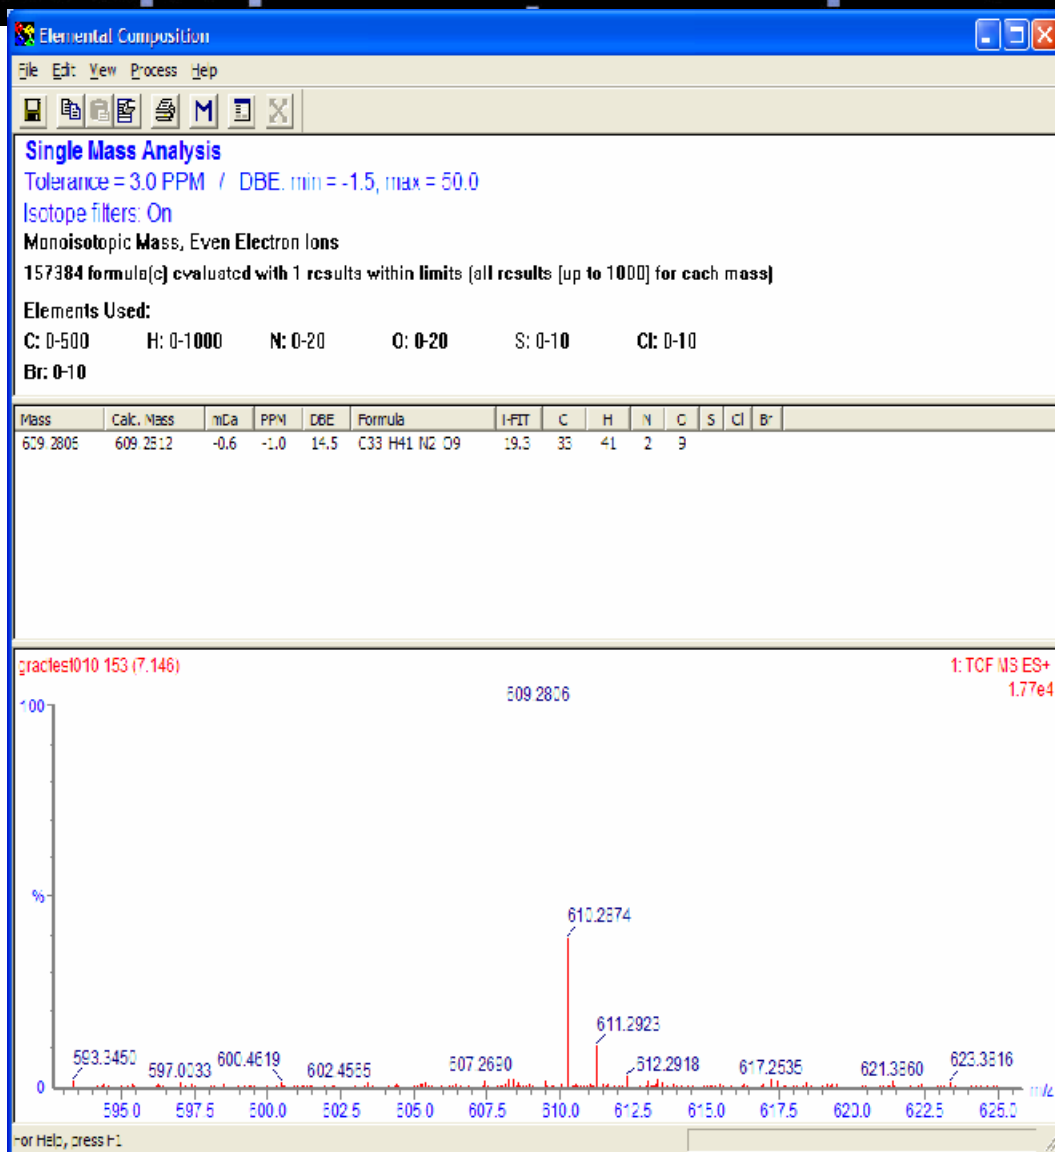 Elemental Composition
File Edit View Process Help
Single Mass Analysis
Tolerance = 3.0 PPM / DBE: min = -1.5, max = 50.0
Isotope filters: On
Monoisotopic Mass, Even Electron Ions
157384 formula(e) evaluated with 1 results within limits (all results (up to 1000) for each mass)
Elements Used:
C: 0-500 H: 0-1000 N: 0-20 O: 0-20 S: 0-10 Cl: 0-10
Br: 0-10
Mass Calc. Mass mDa PPM DBE Formula i-FIT C H N O S Cl Br
609.2806 609.2812 -0.6 -1.0 14.5 C33 H41 N2 O9 19.3 33 41 2 9
153 (7.146) 1: TOF MS ES+
1.77e4
609.2806
100
%
610.2874
611.2923
593.3450 597.0033 600.4619 602.4565 607.2690 612.2918 617.2535 621.3860 623.3816
0
m/z
595.0 597.5 600.0 602.5 605.0 607.5 610.0 612.5 615.0 617.5 620.0 622.5 625.0
For Help, press F1